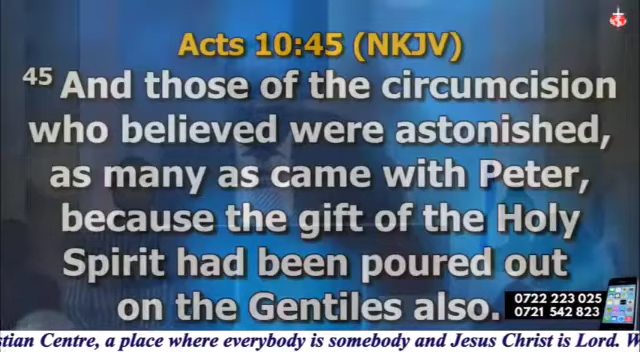 Acts 10:45 (NKJV)
45 And those of the circumcision
who believed were astonished,
as many as came with Peter,
because the gift of the Holy
Spirit had been poured out
on the Gentiles also.
0722 223 025
0721 542 823
Centre, a place where everybody is somebody and Jesus Christ is Lord.